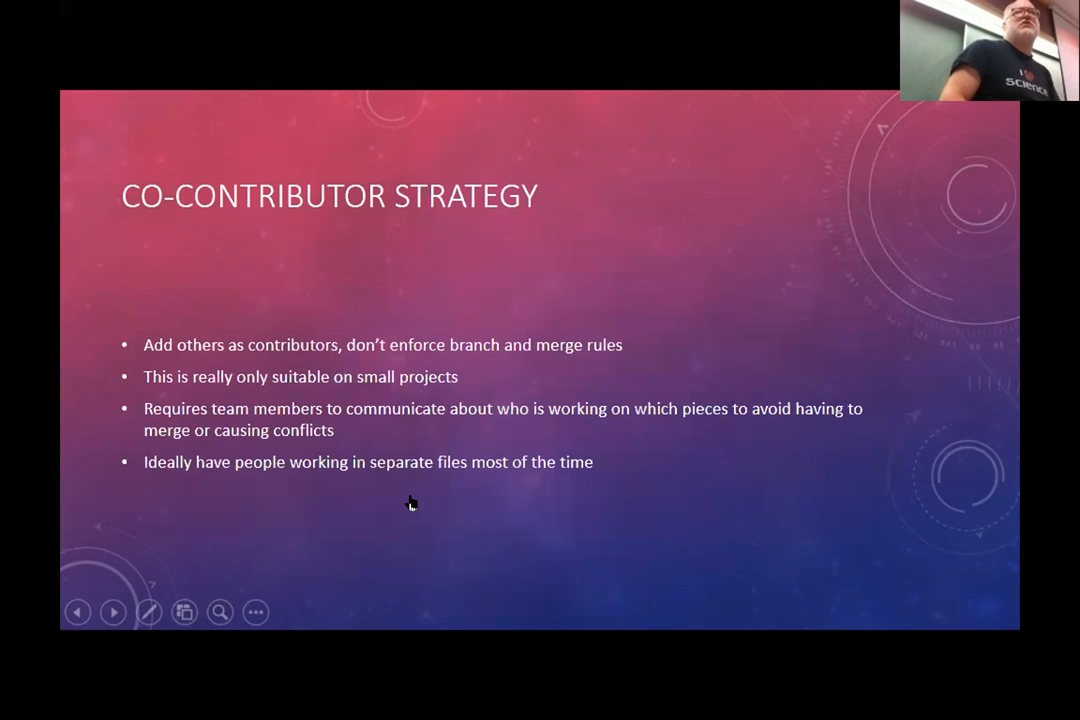 I
SCIENCE
CO-CONTRIBUTOR STRATEGY
• Add others as contributors, don't enforce branch and merge rules
• This is really only suitable on small projects
• Requires team members to communicate about who is working on which pieces to avoid having to
merge or causing conflicts
• Ideally have people working in separate files most of the time